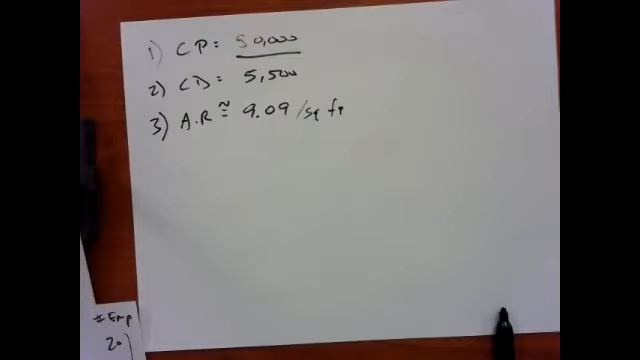 1) CP = 50,000
2) CD = 5,500
3) A.R ≅ 9.09 /sq ft
# Emp
20